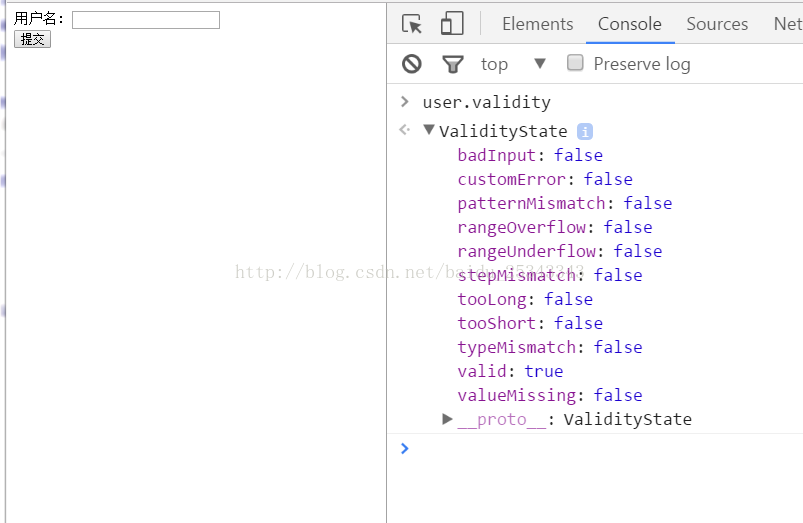 用户名：
提交
Elements Console Sources Net
top Preserve log
user.validity
ValidityState i
badInput: false
customError: false
patternMismatch: false
rangeOverflow: false
rangeUnderflow: false
http://blog.csdn.net/baidu
stepMismatch: false
tooLong: false
tooShort: false
typeMismatch: false
valid: true
valueMissing: false
__proto__: ValidityState